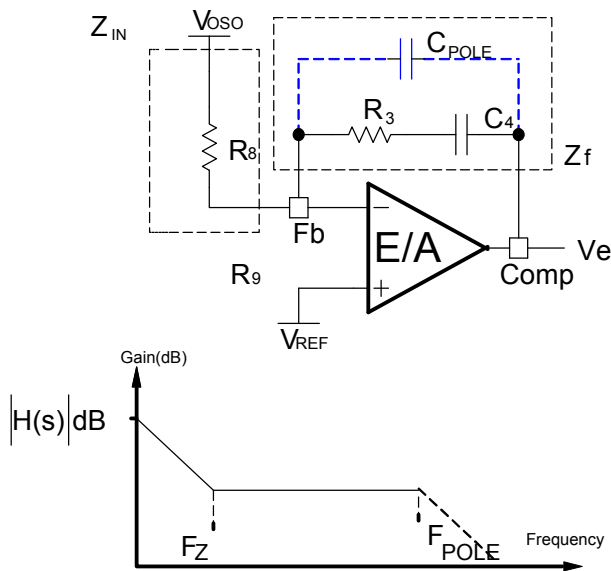 Z IN
VOSO
CPOLE
R3
C4
R8
Zf
Fb
−
E/A
+
Ve
Comp
R9
VREF
Gain(dB)
|H(s)|dB
FZ
FPOLE
Frequency